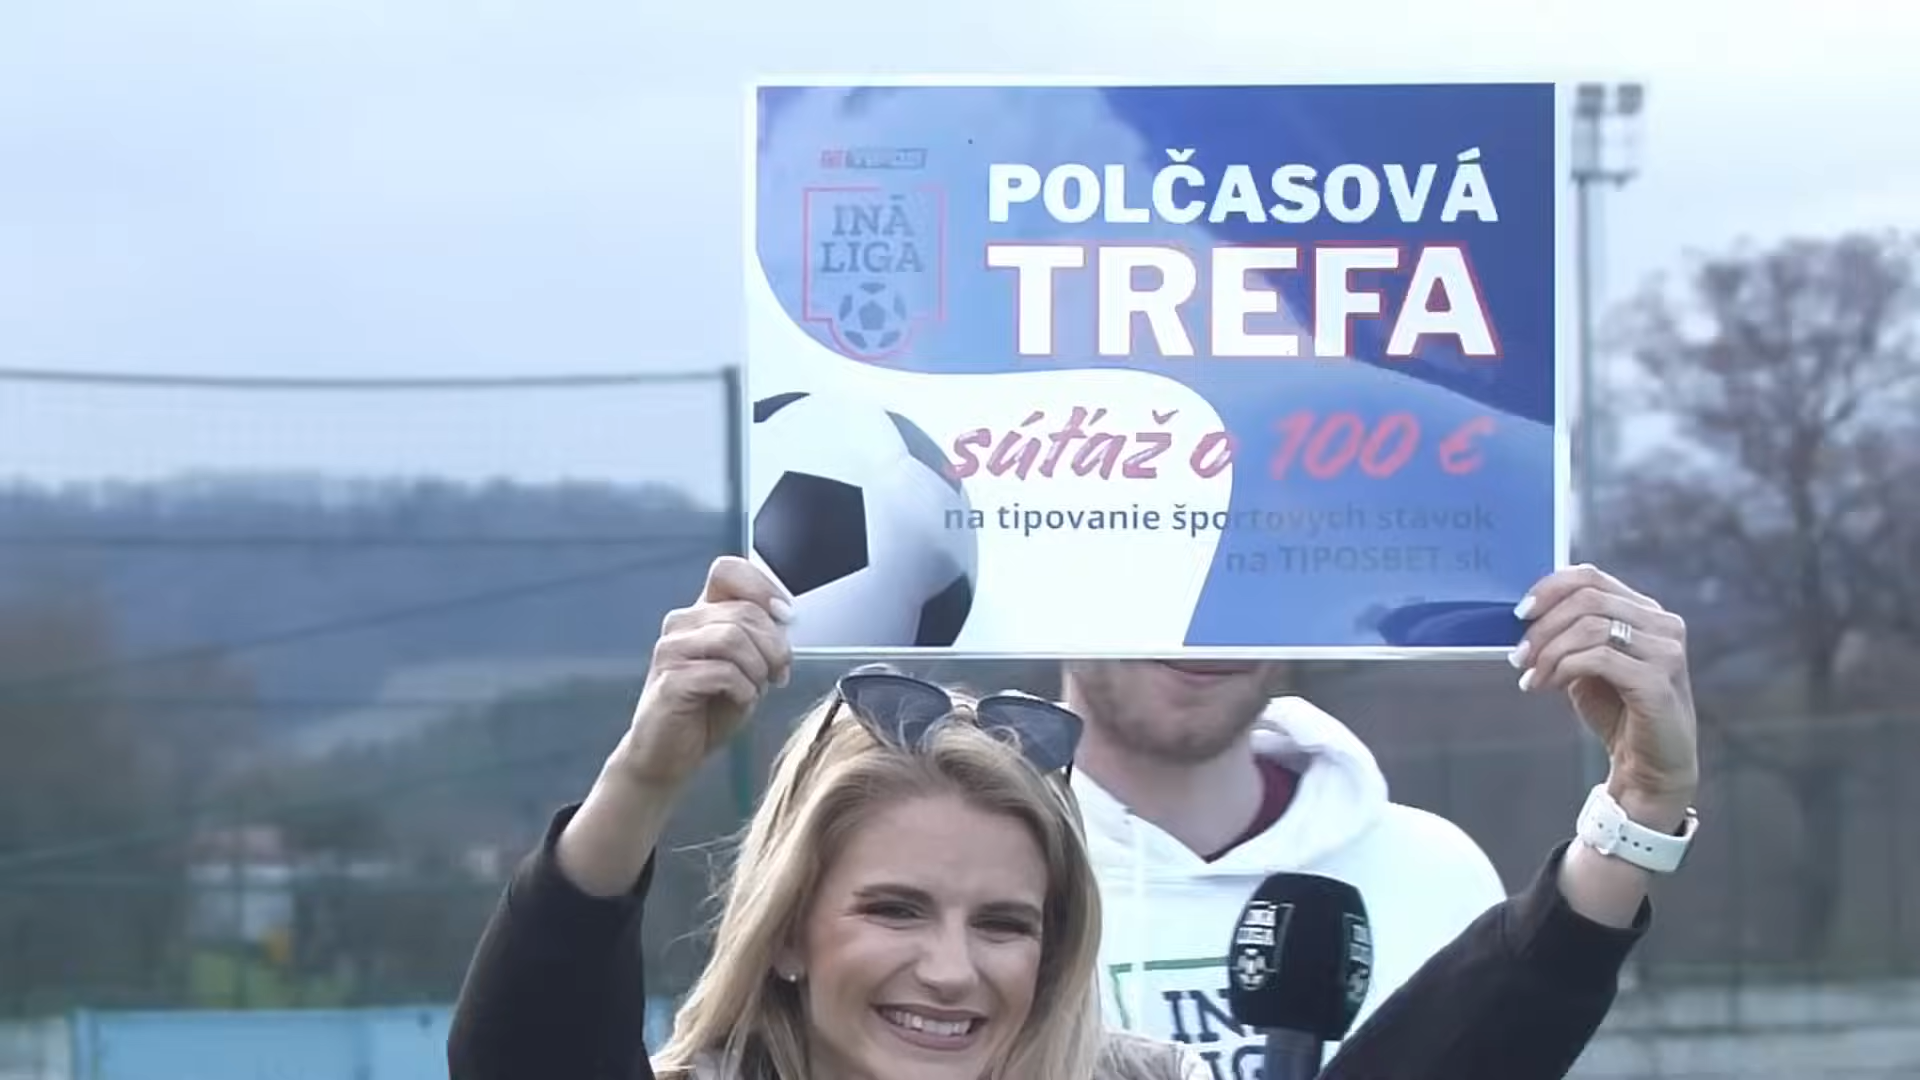 INÁ
LIGA
POLČASOVÁ
TREFA
súťaž o 100 €
na tipovanie športových stávok
na TIPOSBET.sk
INÁ
LIGA